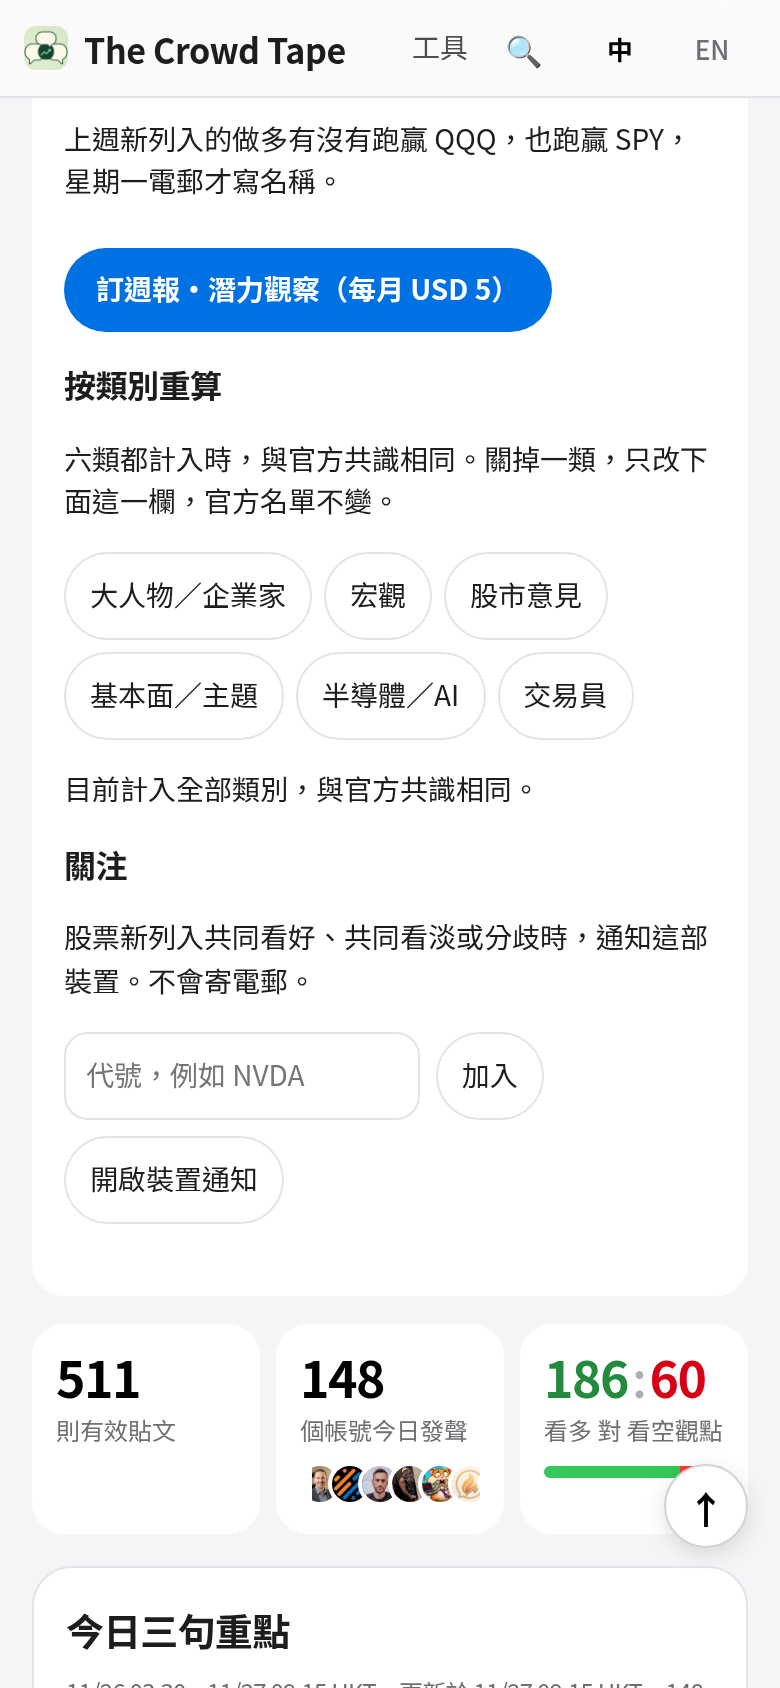 The Crowd Tape 工具 🔍 中 EN
上週新列入的做多有沒有跑贏 QQQ，也跑贏 SPY，
星期一電郵才寫名稱。
訂週報・潛力觀察（每月 USD 5）
按類別重算
六類都計入時，與官方共識相同。關掉一類，只改下
面這一欄，官方名單不變。
大人物／企業家 宏觀 股市意見
基本面／主題 半導體／AI 交易員
目前計入全部類別，與官方共識相同。
關注
股票新列入共同看好、共同看淡或分歧時，通知這部
裝置。不會寄電郵。
代號，例如 NVDA 加入
開啟裝置通知
511
則有效貼文
148
個帳號今日發聲
186:60
看多 對 看空觀點
↑
今日三句重點